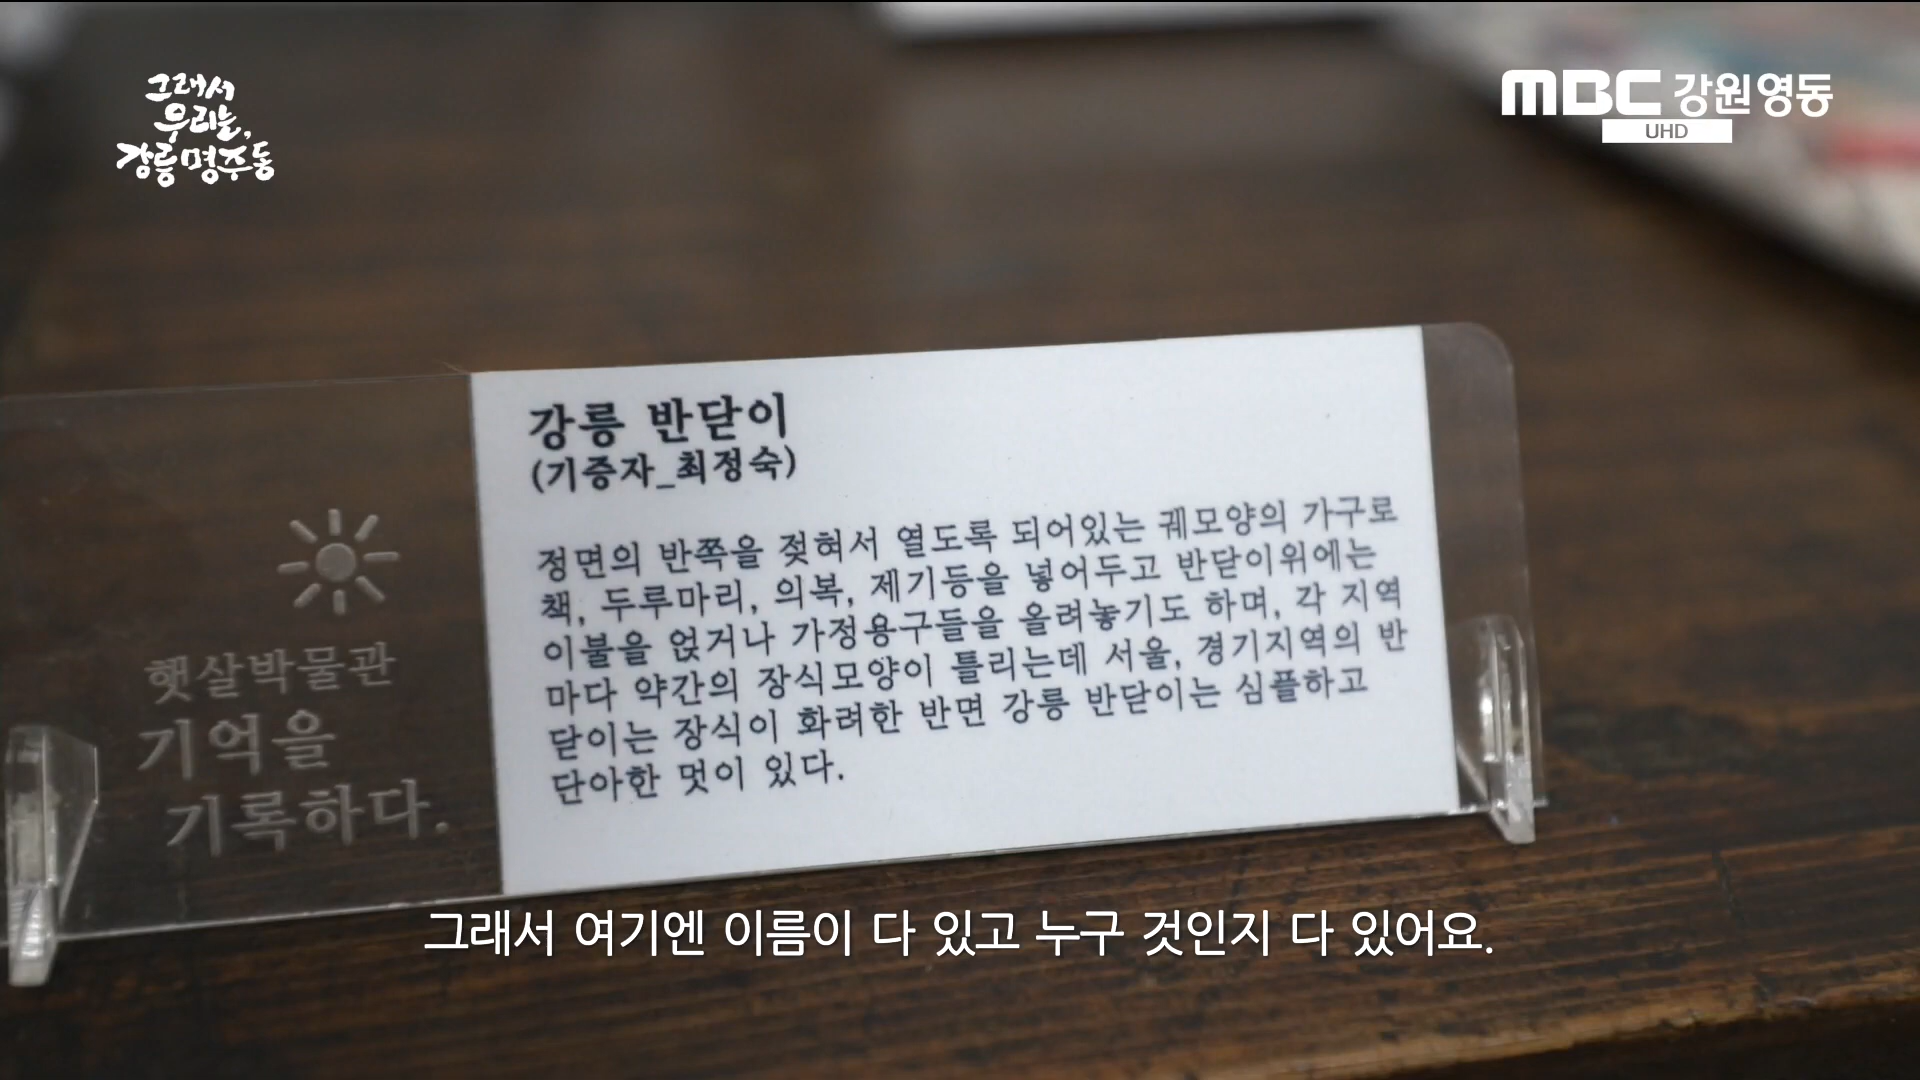 그래서
우리는,
강릉 명주동
MBC 강원영동
UHD
강릉 반닫이
(기증자_최정숙)
정면의 반쪽을 젖혀서 열도록 되어있는 궤모양의 가구로
책, 두루마리, 의복, 제기등을 넣어두고 반닫이위에는
이불을 얹거나 가정용구들을 올려놓기도 하며, 각 지역
마다 약간의 장식모양이 틀리는데 서울, 경기지역의 반
닫이는 장식이 화려한 반면 강릉 반닫이는 심플하고
단아한 멋이 있다.
햇살박물관
기억을
기록하다.
그래서 여기엔 이름이 다 있고 누구 것인지 다 있어요.